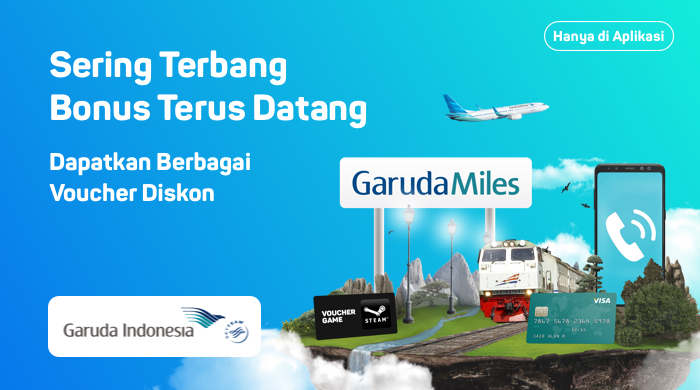 Hanya di Aplikasi
Sering Terbang
Bonus Terus Datang
Dapatkan Berbagai
Voucher Diskon
GarudaMiles
VOUCHER
GAME
STEAM
VISA
Garuda Indonesia